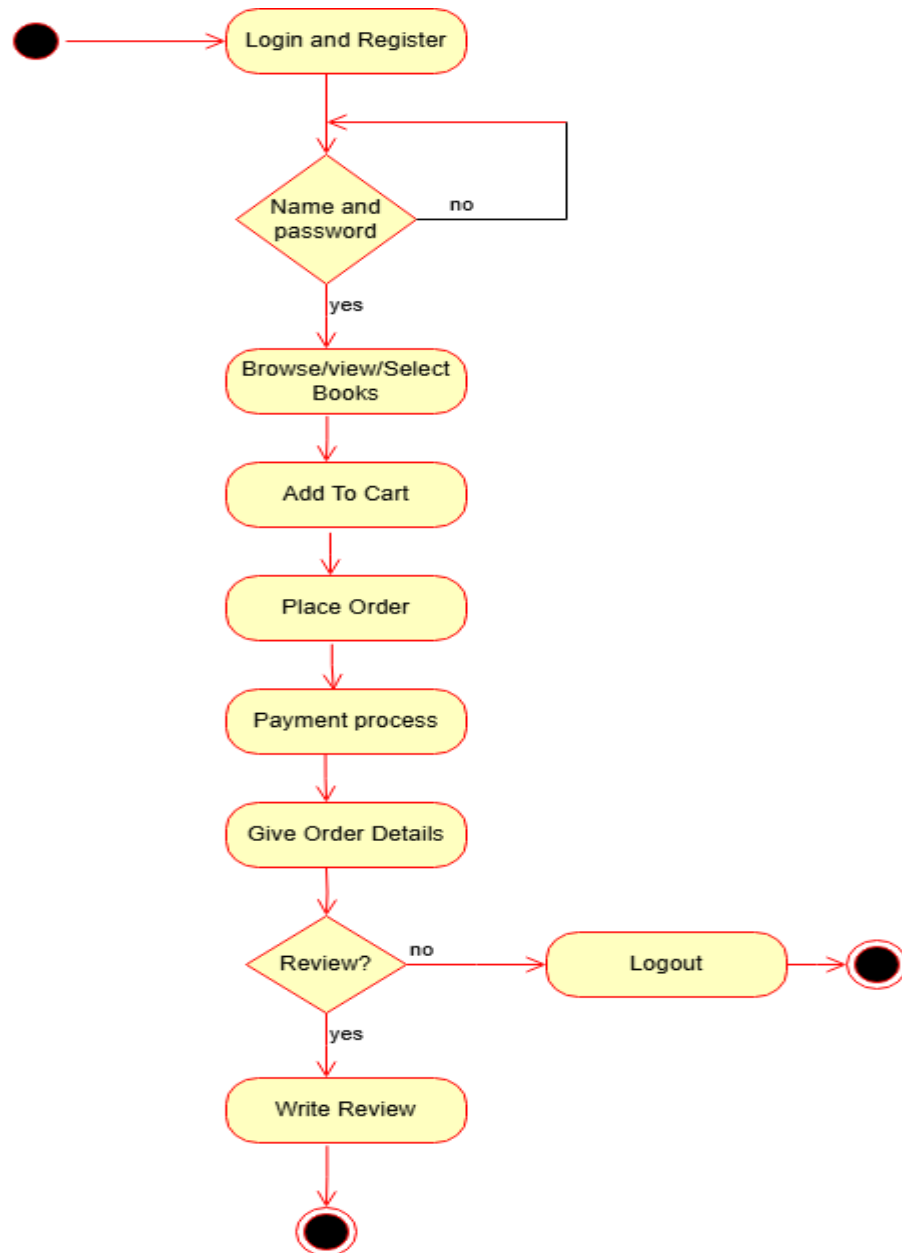 Login and Register
Name and
password
no
yes
Browse/view/Select
Books
Add To Cart
Place Order
Payment process
Give Order Details
Review?
no
Logout
yes
Write Review